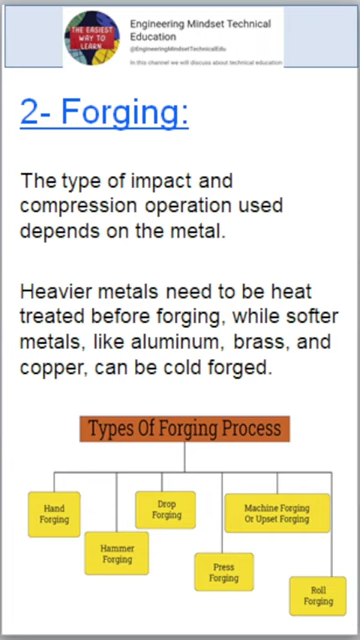 THE EASIEST
WAY TO
LEARN
Engineering Mindset Technical
Education
@EngineeringMindsetTechnicalEdu
In this channel we will discuss about technical education
2- Forging:
The type of impact and
compression operation used
depends on the metal.
Heavier metals need to be heat
treated before forging, while softer
metals, like aluminum, brass, and
copper, can be cold forged.
Types Of Forging Process
Hand
Forging
Hammer
Forging
Drop
Forging
Press
Forging
Machine Forging
Or Upset Forging
Roll
Forging